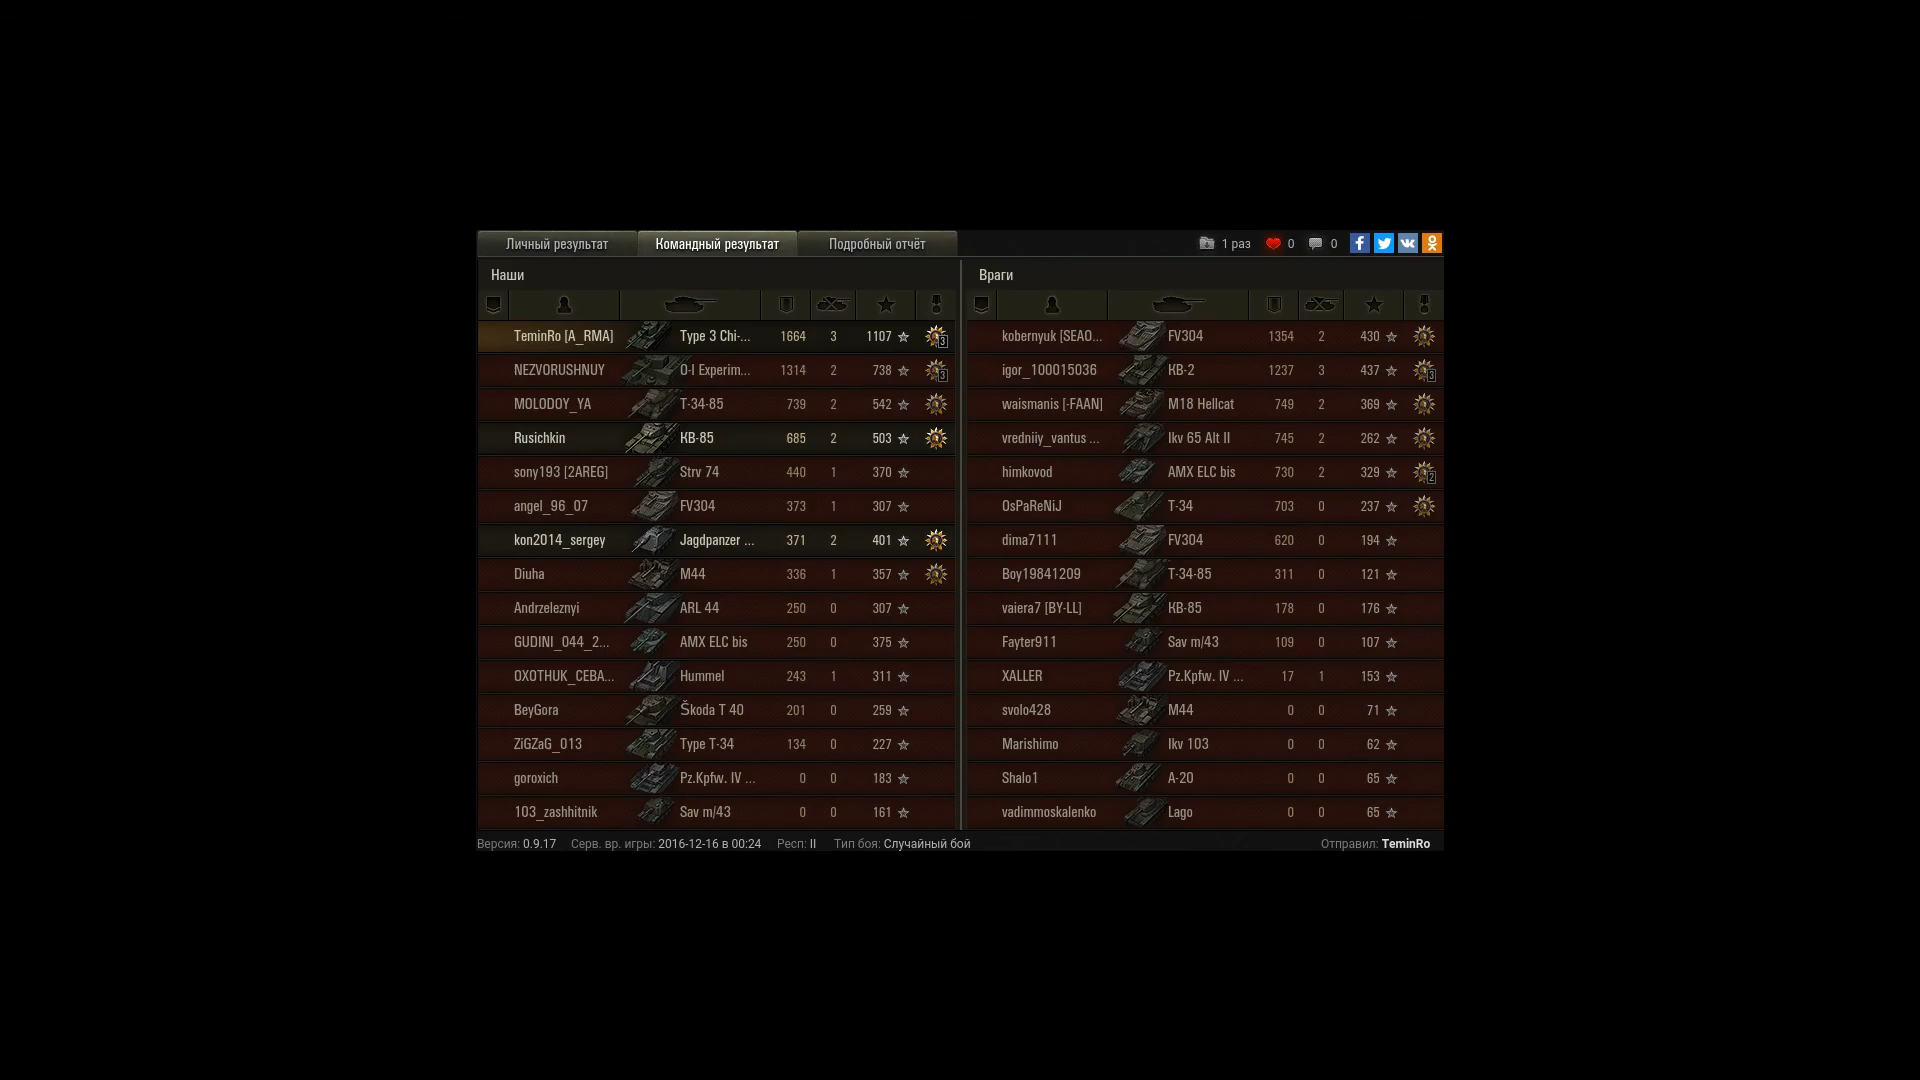 Личный результат Командный результат Подробный отчёт 1 раз 0 0
Наши Враги
TeminRo [A_RMA] Type 3 Chi-... 1664 3 1107 3 kobernyuk [SEAO... FV304 1354 2 430
NEZVORUSHNUY O-I Experim... 1314 2 738 3 igor_100015036 КВ-2 1237 3 437 3
MOLODOY_YA Т-34-85 739 2 542 waismanis [-FAAN] M18 Hellcat 749 2 369
Rusichkin КВ-85 685 2 503 vredniiy_vantus ... Ikv 65 Alt II 745 2 262
sony193 [2AREG] Strv 74 440 1 370 himkovod AMX ELC bis 730 2 329 2
angel_96_07 FV304 373 1 307 OsPaReNiJ Т-34 703 0 237
kon2014_sergey Jagdpanzer ... 371 2 401 dima7111 FV304 620 0 194
Diuha M44 336 1 357 Boy19841209 Т-34-85 311 0 121
Andrzeleznyi ARL 44 250 0 307 vaiera7 [BY-LL] КВ-85 178 0 176
GUDINI_044_2... AMX ELC bis 250 0 375 Fayter911 Sav m/43 109 0 107
OXOTHUK_CEBA... Hummel 243 1 311 XALLER Pz.Kpfw. IV ... 17 1 153
BeyGora Škoda T 40 201 0 259 svolo428 M44 0 0 71
ZiGZaG_013 Type T-34 134 0 227 Marishimo Ikv 103 0 0 62
goroxich Pz.Kpfw. IV ... 0 0 183 Shalo1 А-20 0 0 65
103_zashhitnik Sav m/43 0 0 161 vadimmoskalenko Lago 0 0 65
Версия: 0.9.17 Серв. вр. игры: 2016-12-16 в 00:24 Респ: II Тип боя: Случайный бой Отправил: TeminRo